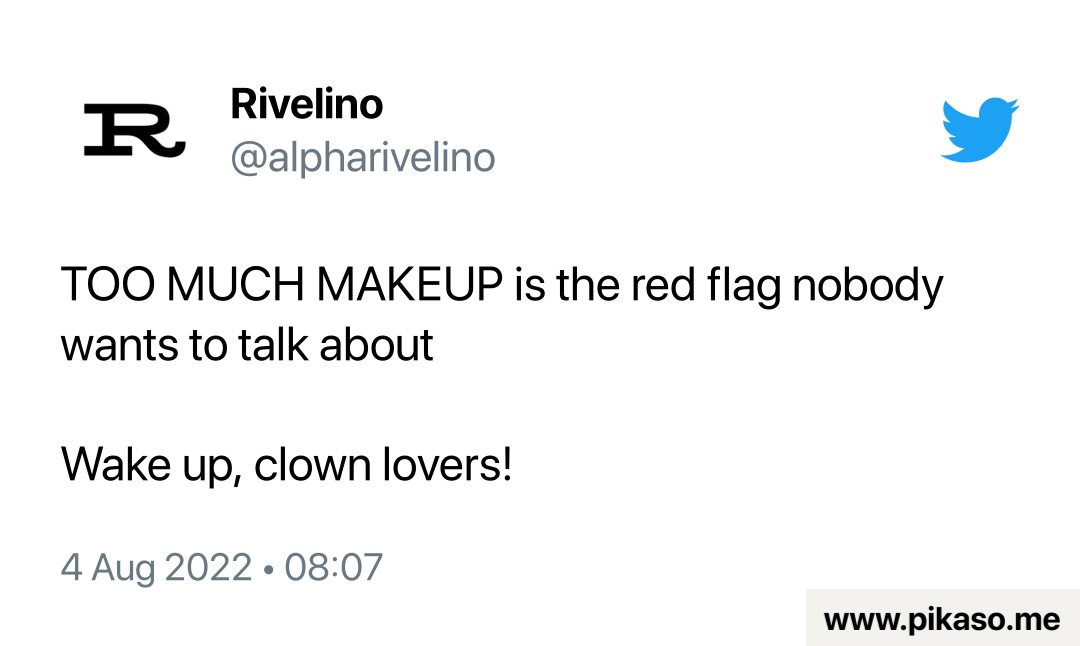 R
Rivelino
@alpharivelino
TOO MUCH MAKEUP is the red flag nobody
wants to talk about
Wake up, clown lovers!
4 Aug 2022 • 08:07
www.pikaso.me